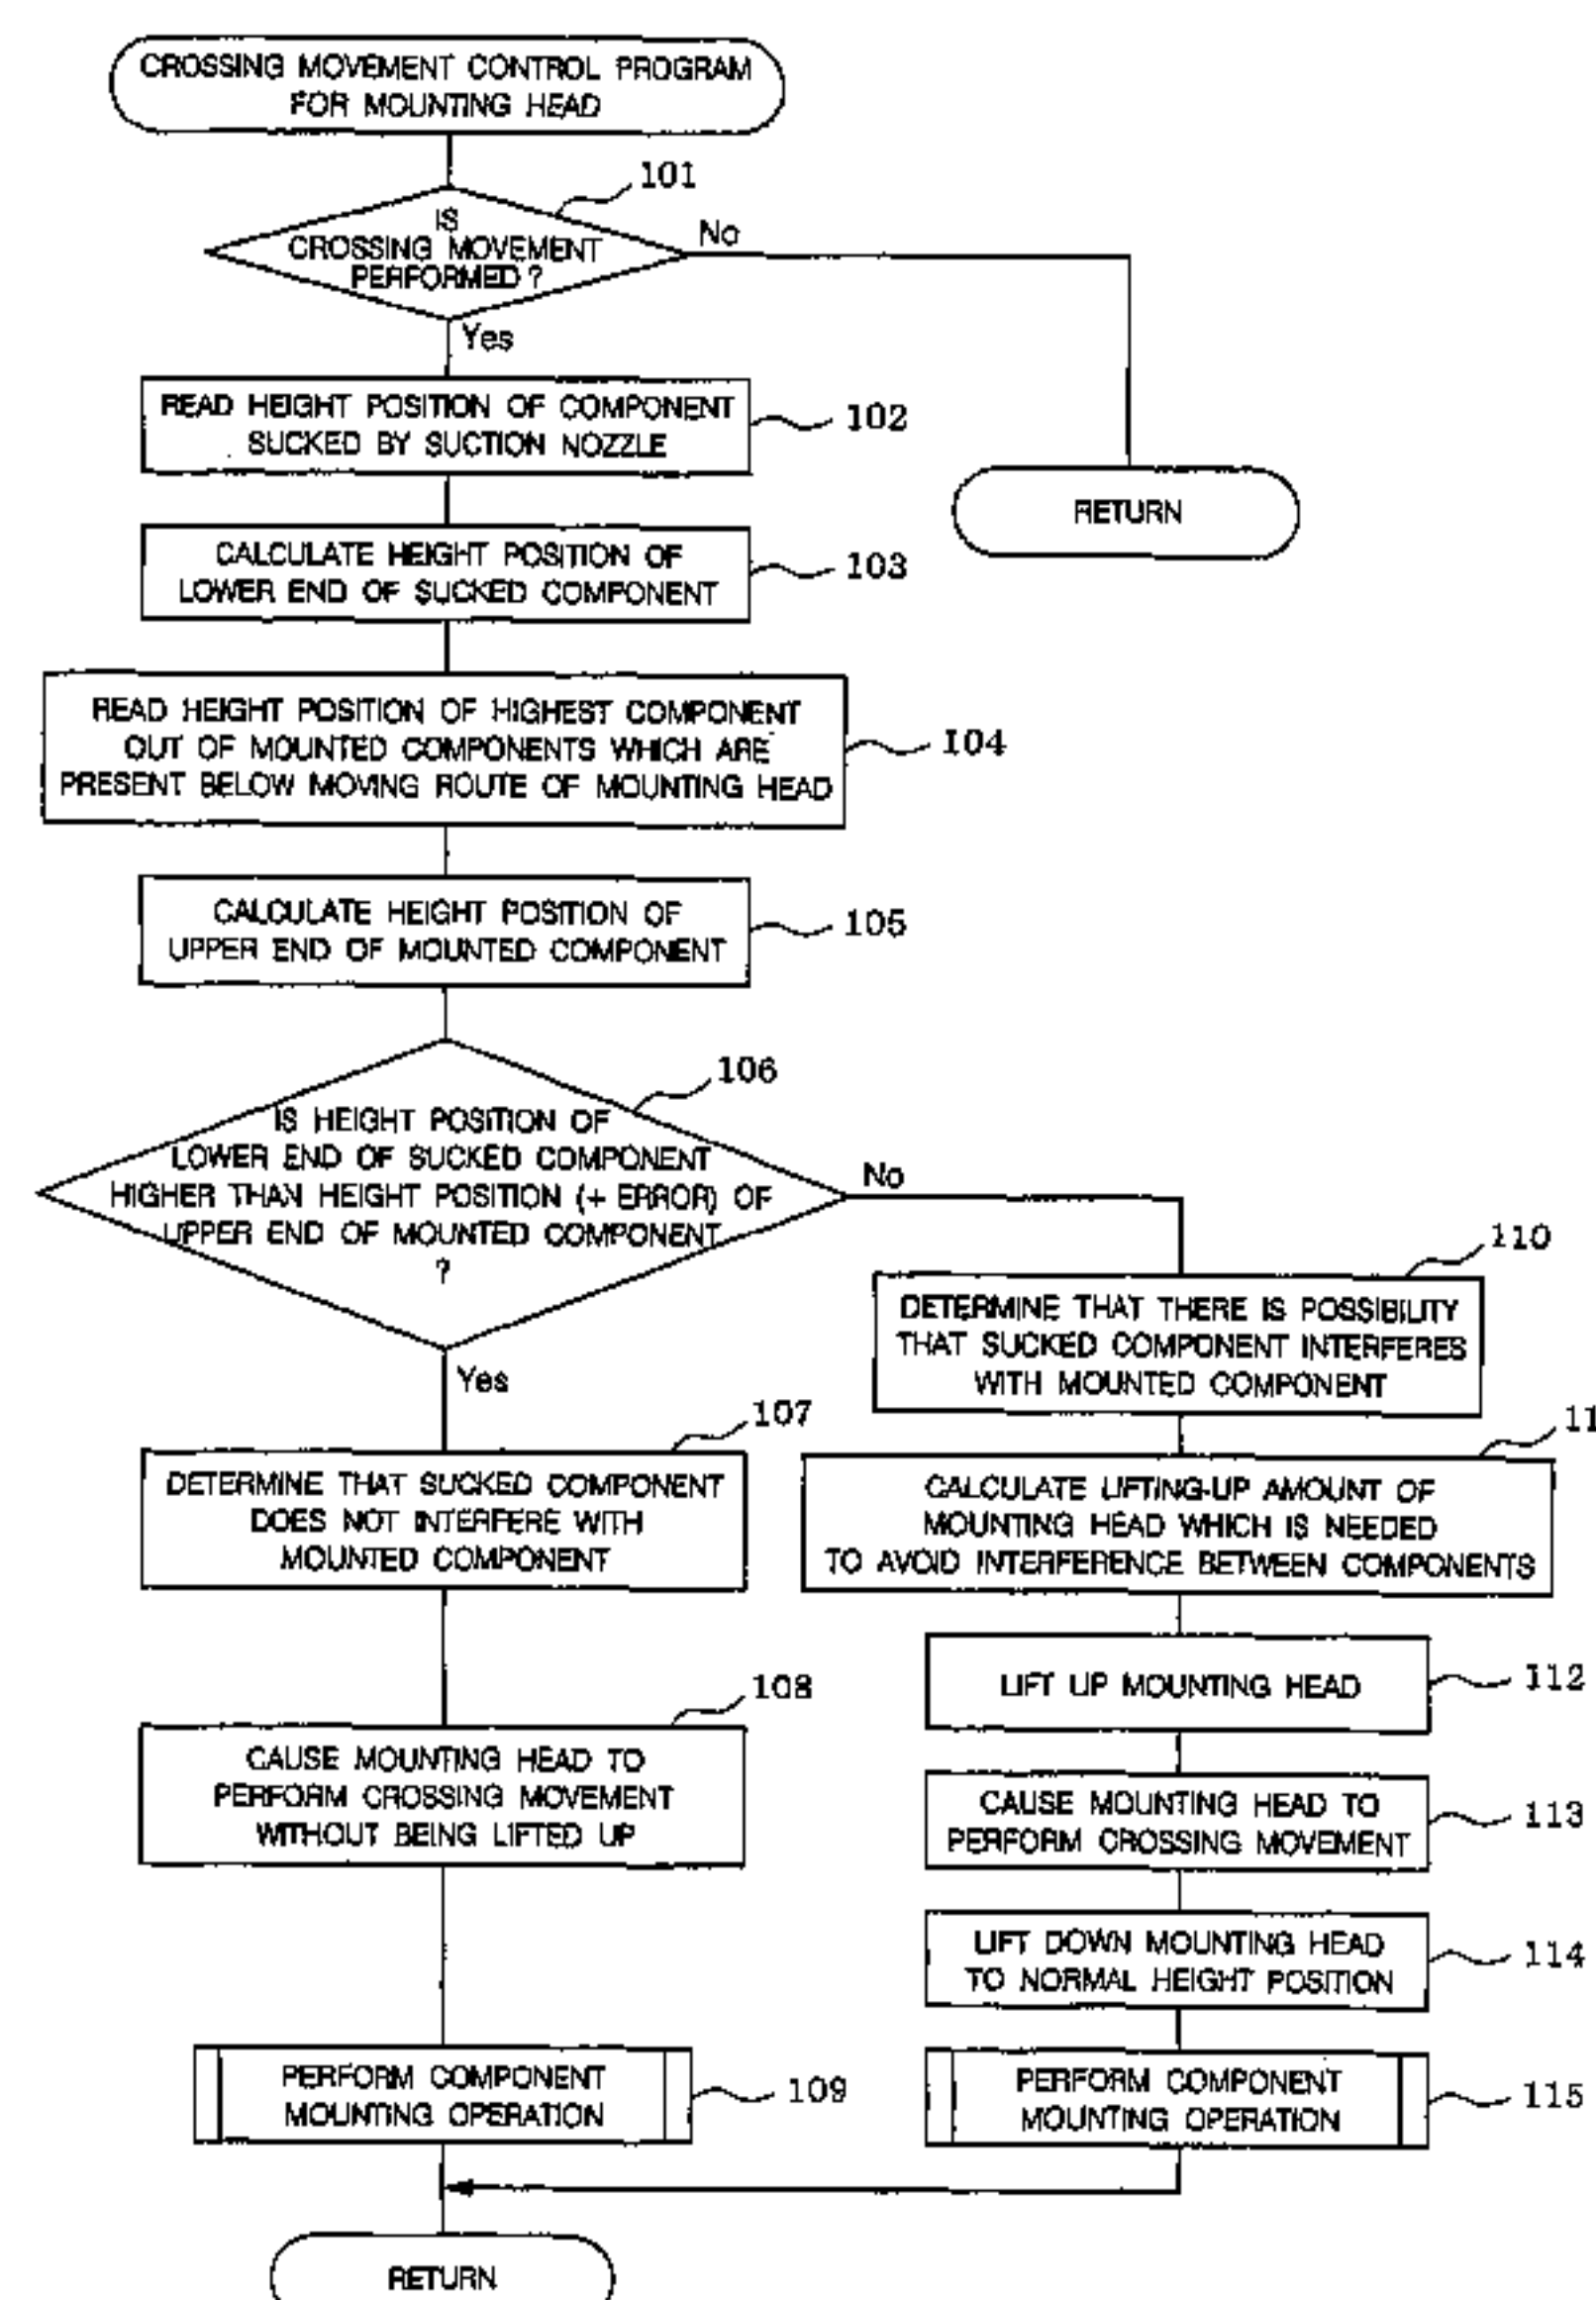 CROSSING MOVEMENT CONTROL PROGRAM
FOR MOUNTING HEAD
101
IS
CROSSING MOVEMENT
PERFORMED?
No
Yes
READ HEIGHT POSITION OF COMPONENT
SUCKED BY SUCTION NOZZLE
102
RETURN
CALCULATE HEIGHT POSITION OF
LOWER END OF SUCKED COMPONENT
103
READ HEIGHT POSITION OF HIGHEST COMPONENT
OUT OF MOUNTED COMPONENTS WHICH ARE
PRESENT BELOW MOVING ROUTE OF MOUNTING HEAD
104
CALCULATE HEIGHT POSITION OF
UPPER END OF MOUNTED COMPONENT
105
106
IS HEIGHT POSITION OF
LOWER END OF SUCKED COMPONENT
HIGHER THAN HEIGHT POSITION (+ ERROR) OF
UPPER END OF MOUNTED COMPONENT
?
No
Yes
107
DETERMINE THAT SUCKED COMPONENT
DOES NOT INTERFERE WITH
MOUNTED COMPONENT
108
CAUSE MOUNTING HEAD TO
PERFORM CROSSING MOVEMENT
WITHOUT BEING LIFTED UP
PERFORM COMPONENT
MOUNTING OPERATION
109
110
DETERMINE THAT THERE IS POSSIBILITY
THAT SUCKED COMPONENT INTERFERES
WITH MOUNTED COMPONENT
11
CALCULATE LIFTING-UP AMOUNT OF
MOUNTING HEAD WHICH IS NEEDED
TO AVOID INTERFERENCE BETWEEN COMPONENTS
LIFT UP MOUNTING HEAD
112
CAUSE MOUNTING HEAD TO
PERFORM CROSSING MOVEMENT
113
LIFT DOWN MOUNTING HEAD
TO NORMAL HEIGHT POSITION
114
PERFORM COMPONENT
MOUNTING OPERATION
115
RETURN